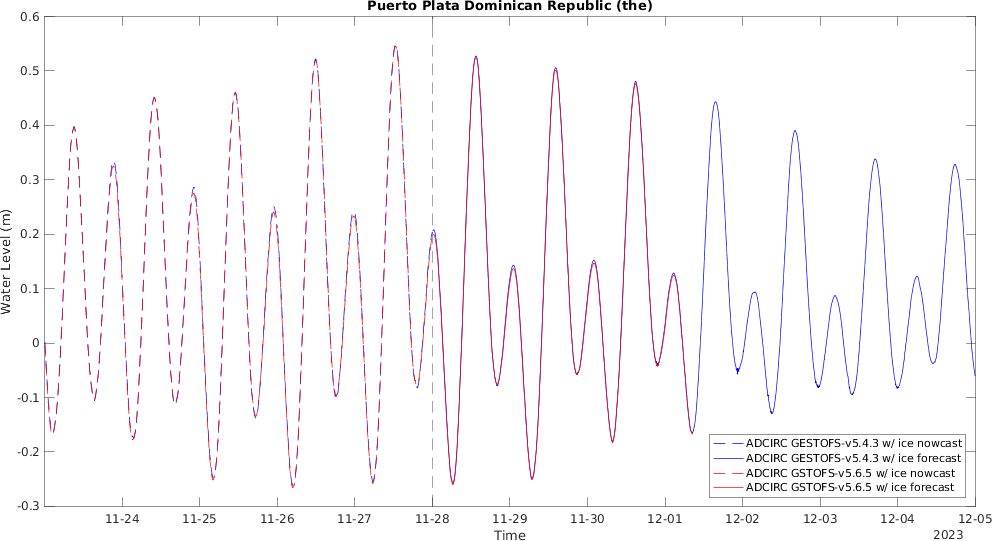 Puerto Plata Dominican Republic (the)
0.6
0.5
0.4
0.3
0.2
0.1
0
-0.1
-0.2
-0.3
Water Level (m)
ADCIRC GESTOFS-v5.4.3 w/ ice nowcast
ADCIRC GESTOFS-v5.4.3 w/ ice forecast
ADCIRC GSTOFS-v5.6.5 w/ ice nowcast
ADCIRC GSTOFS-v5.6.5 w/ ice forecast
11-24 11-25 11-26 11-27 11-28 11-29 11-30 12-01 12-02 12-03 12-04 12-05
Time
2023